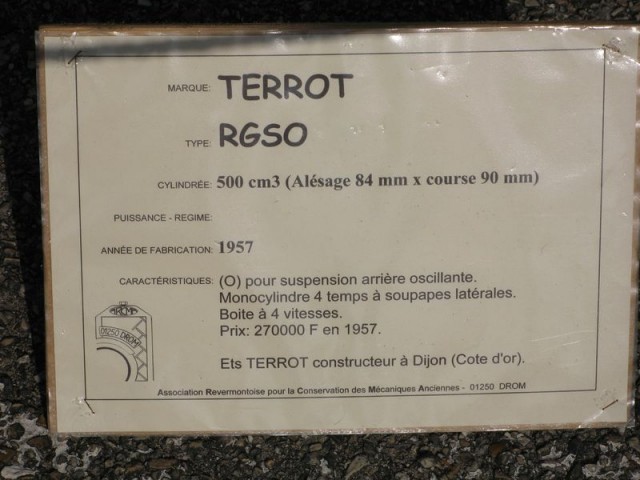 MARQUE: TERROT
TYPE: RGSO
CYLINDRÉE: 500 cm3 (Alésage 84 mm x course 90 mm)
PUISSANCE - REGIME:
ANNÉE DE FABRICATION: 1957
CARACTÉRISTIQUES: (O) pour suspension arrière oscillante.
Monocylindre 4 temps à soupapes latérales.
Boite à 4 vitesses.
Prix: 270000 F en 1957.
Ets TERROT constructeur à Dijon (Cote d'or).
01250 DROM
Association Revermontoise pour la Conservation des Mécaniques Anciennes - 01250 DROM